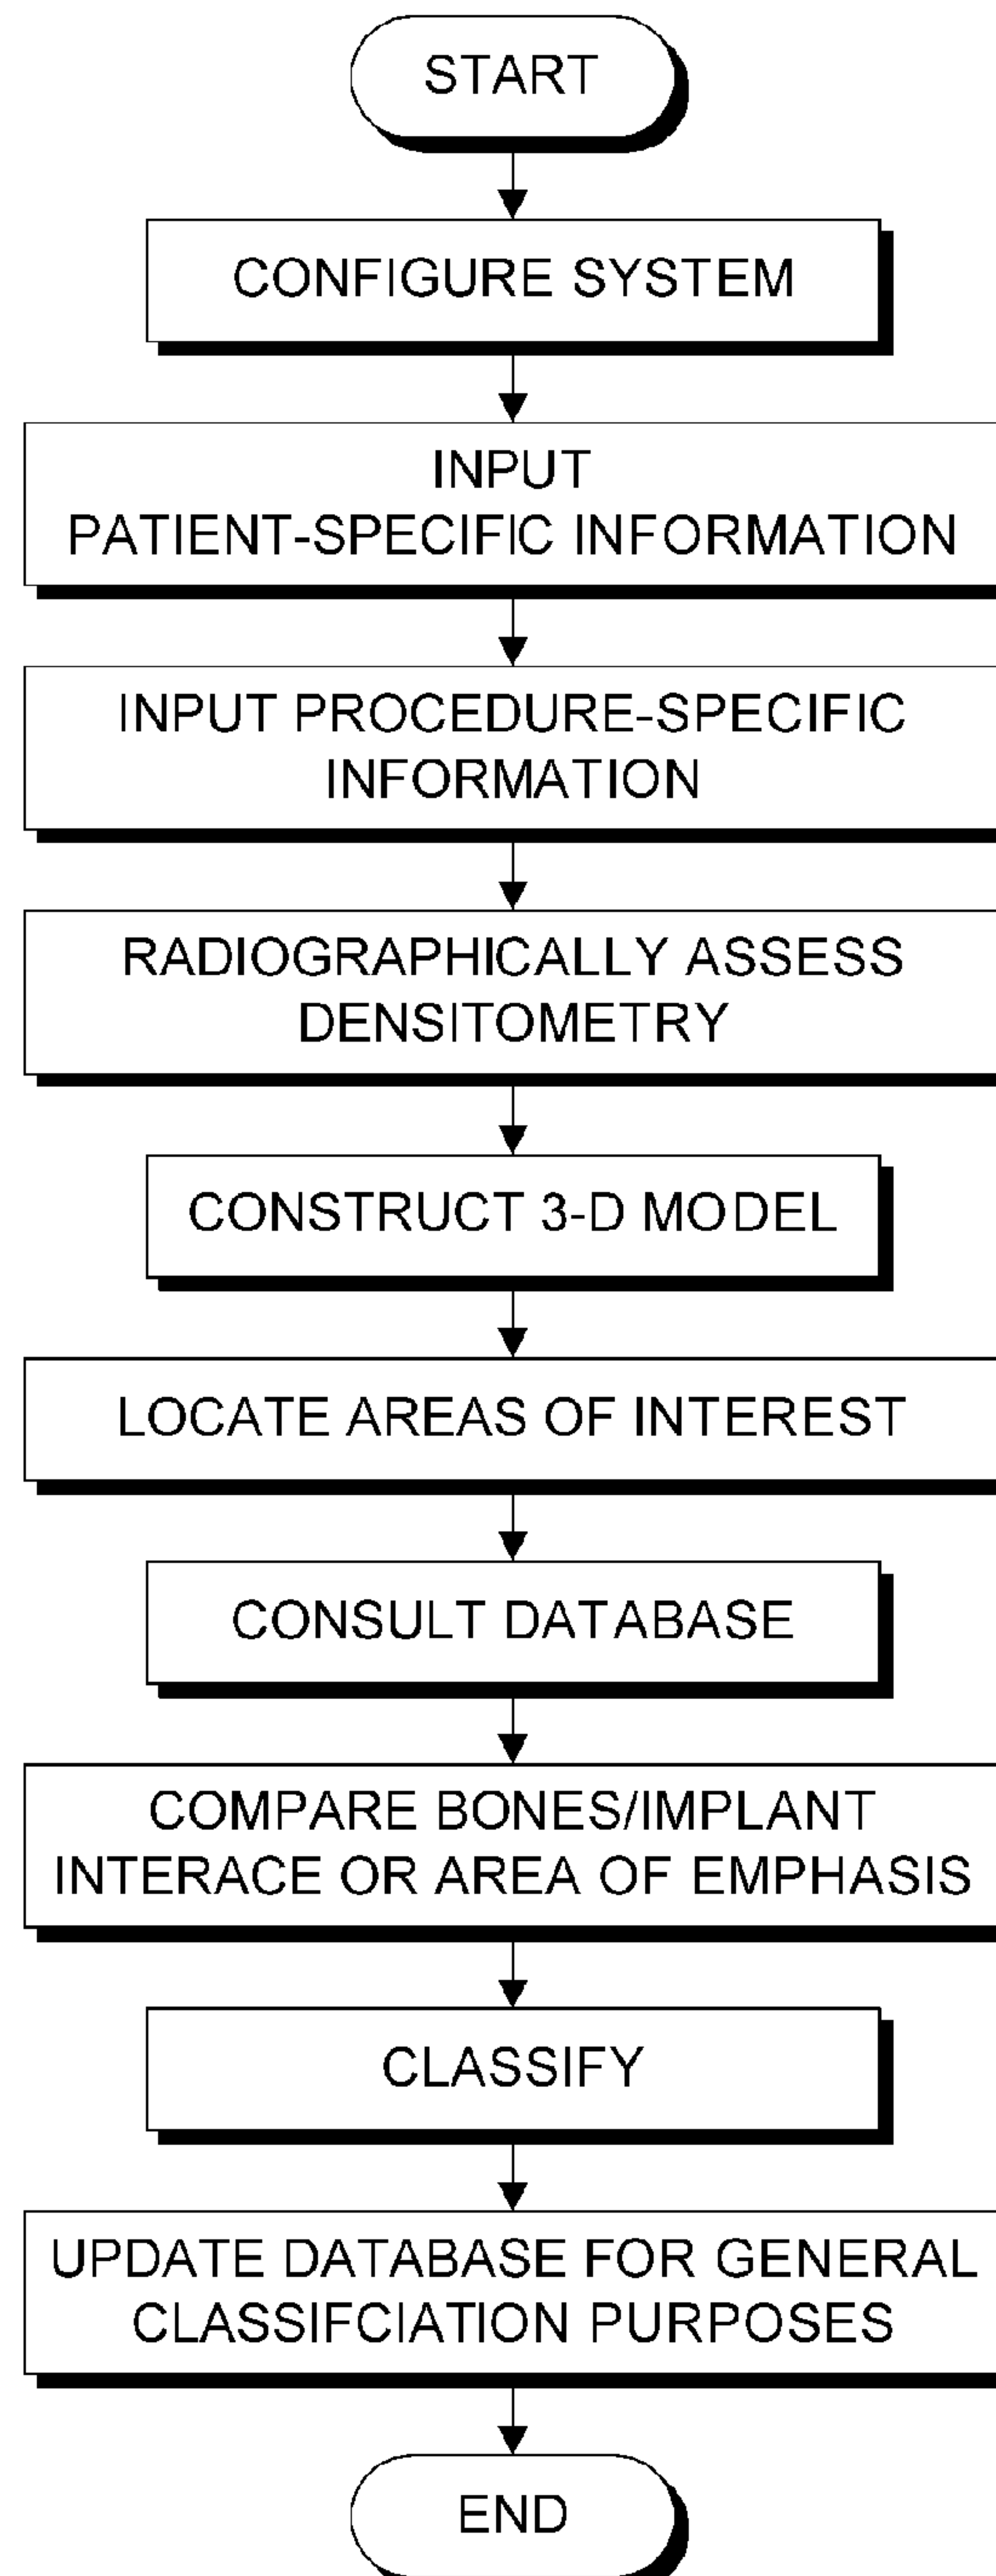 START
CONFIGURE SYSTEM
INPUT
PATIENT-SPECIFIC INFORMATION
INPUT PROCEDURE-SPECIFIC
INFORMATION
RADIOGRAPHICALLY ASSESS
DENSITOMETRY
CONSTRUCT 3-D MODEL
LOCATE AREAS OF INTEREST
CONSULT DATABASE
COMPARE BONES/IMPLANT
INTERACE OR AREA OF EMPHASIS
CLASSIFY
UPDATE DATABASE FOR GENERAL
CLASSIFCIATION PURPOSES
END